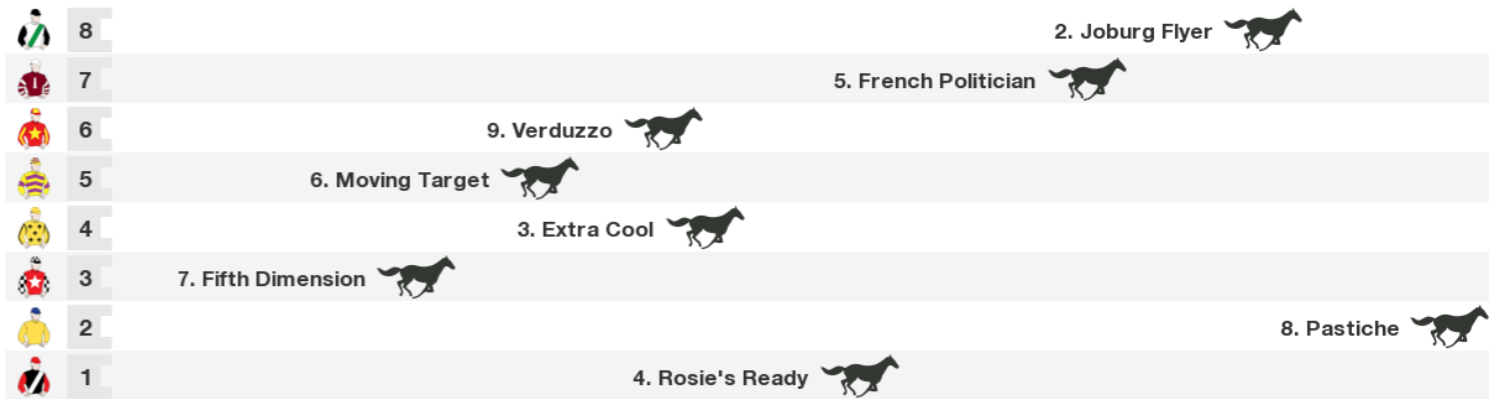 8 2. Joburg Flyer
7 5. French Politician
6 9. Verduzzo
5 6. Moving Target
4 3. Extra Cool
3 7. Fifth Dimension
2 8. Pastiche
1 4. Rosie's Ready